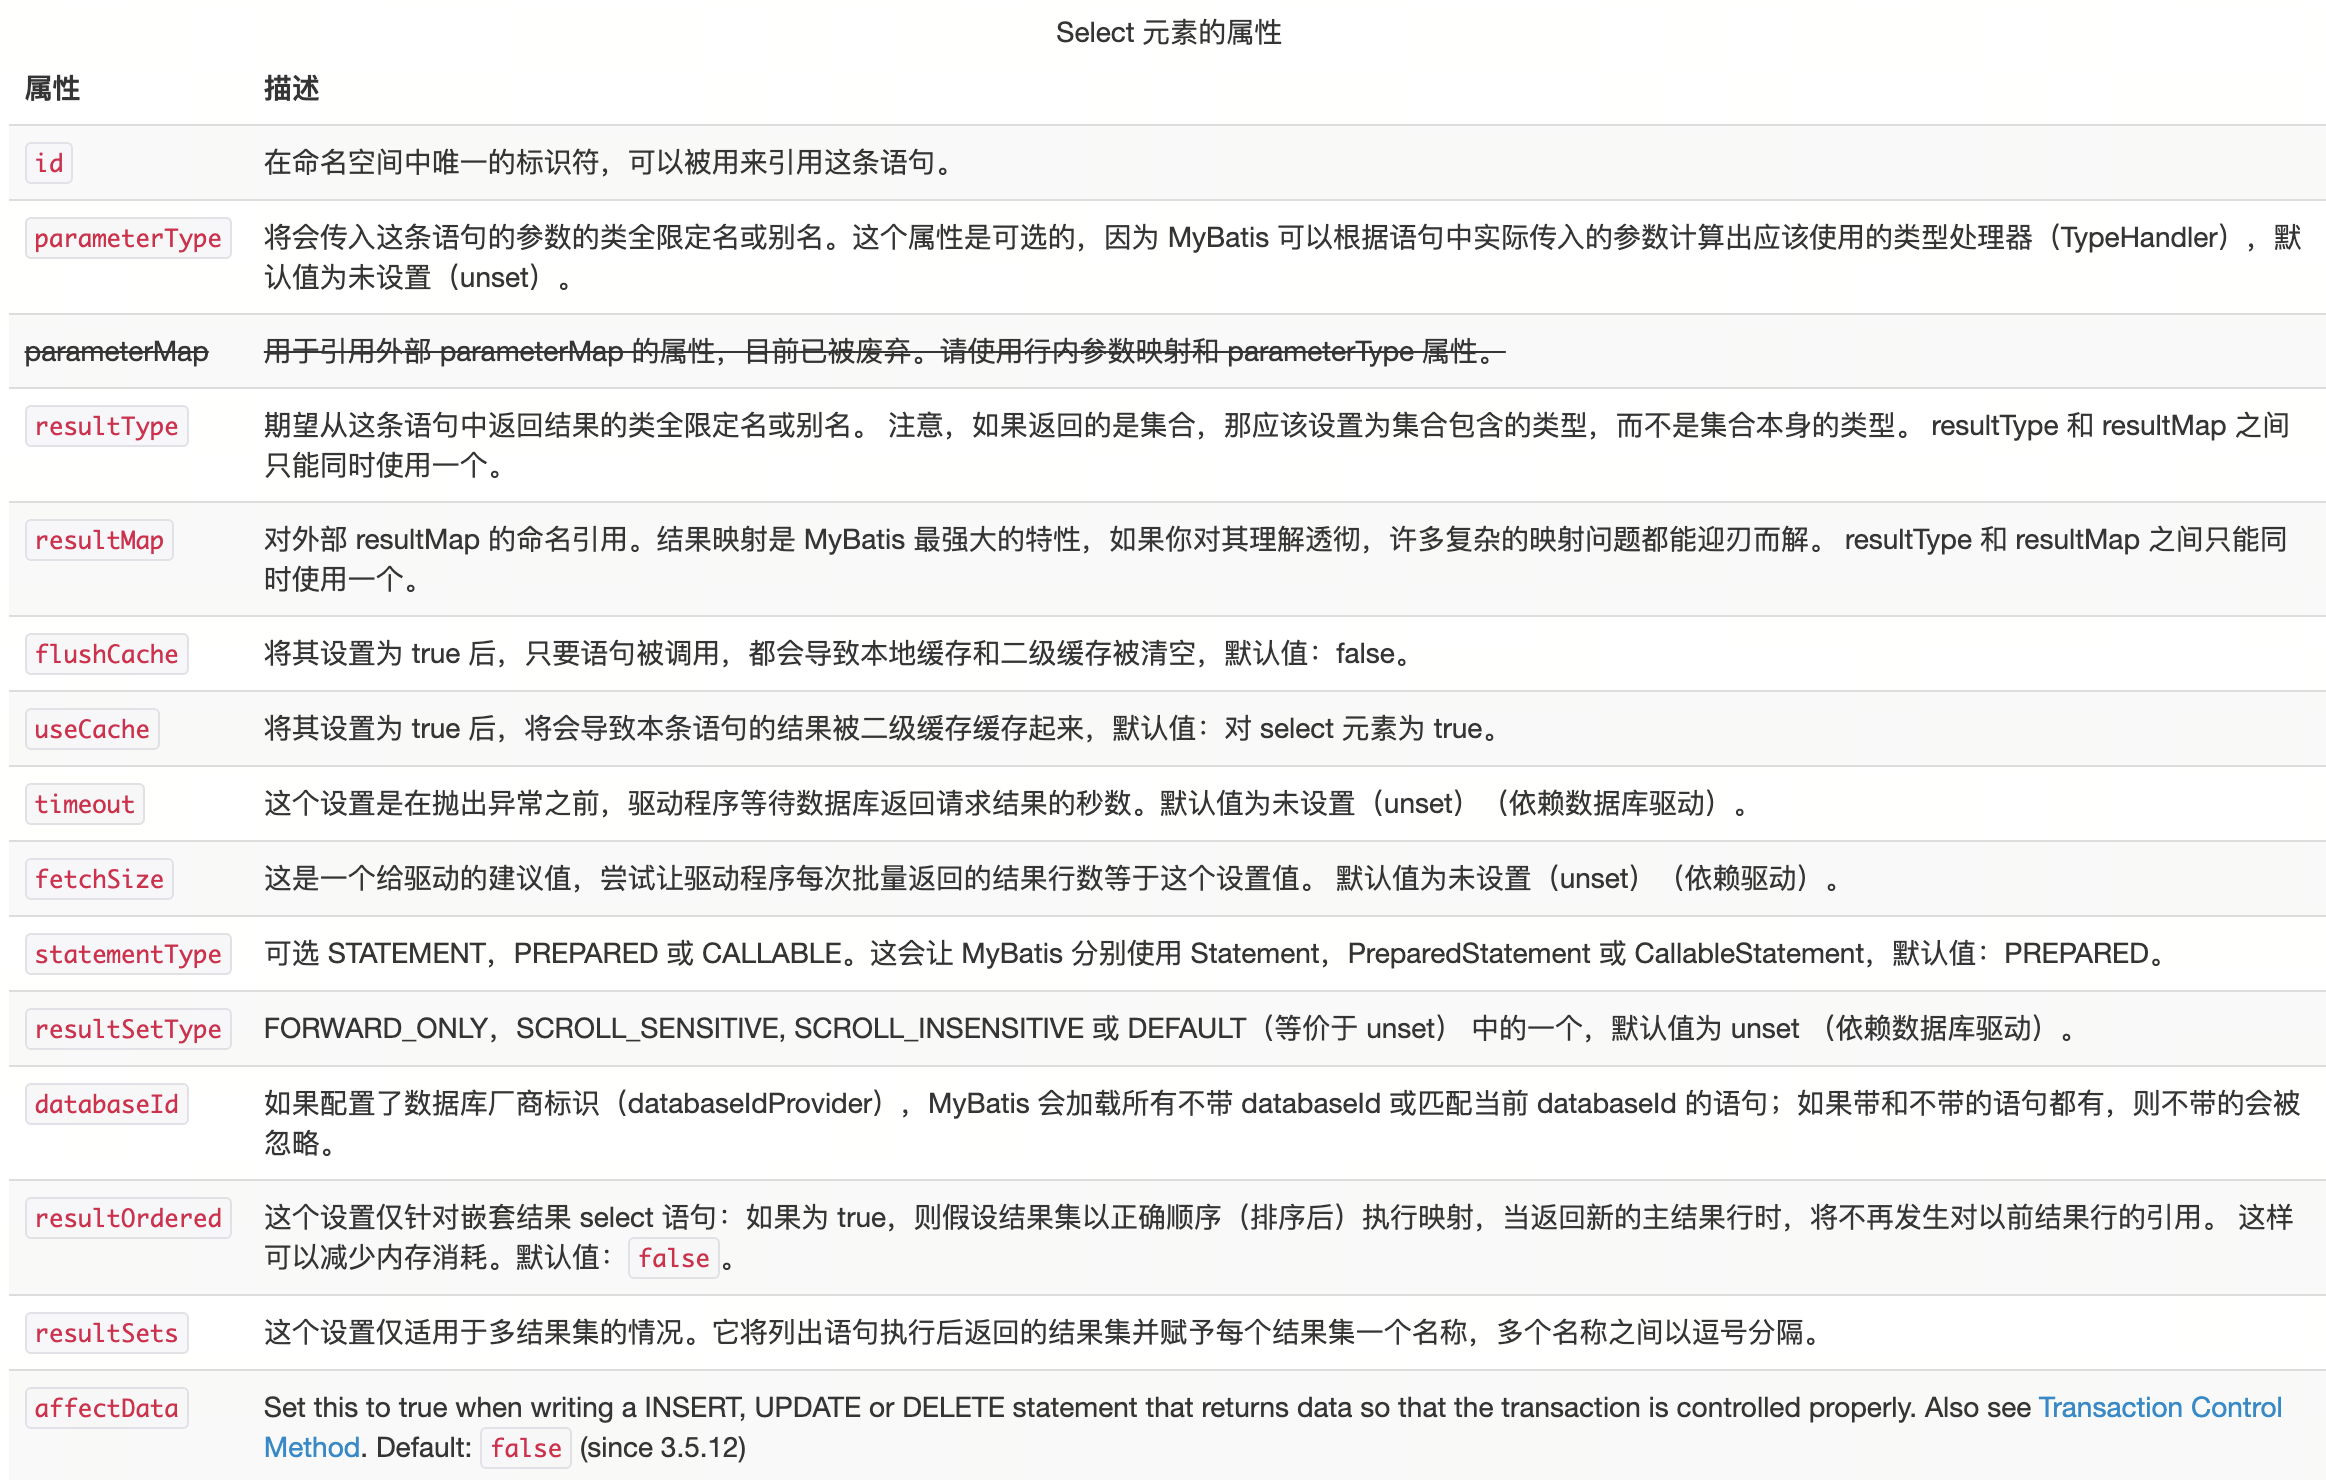 Select 元素的属性
属性 描述
id 在命名空间中唯一的标识符，可以被用来引用这条语句。
parameterType 将会传入这条语句的参数的类全限定名或别名。这个属性是可选的，因为 MyBatis 可以根据语句中实际传入的参数计算出应该使用的类型处理器（TypeHandler），默
认值为未设置（unset）。
parameterMap 用于引用外部 parameterMap 的属性，目前已被废弃。请使用行内参数映射和 parameterType 属性。
resultType 期望从这条语句中返回结果的类全限定名或别名。 注意，如果返回的是集合，那应该设置为集合包含的类型，而不是集合本身的类型。 resultType 和 resultMap 之间
只能同时使用一个。
resultMap 对外部 resultMap 的命名引用。结果映射是 MyBatis 最强大的特性，如果你对其理解透彻，许多复杂的映射问题都能迎刃而解。 resultType 和 resultMap 之间只能同
时使用一个。
flushCache 将其设置为 true 后，只要语句被调用，都会导致本地缓存和二级缓存被清空，默认值：false。
useCache 将其设置为 true 后，将会导致本条语句的结果被二级缓存缓存起来，默认值：对 select 元素为 true。
timeout 这个设置是在抛出异常之前，驱动程序等待数据库返回请求结果的秒数。默认值为未设置（unset）（依赖数据库驱动）。
fetchSize 这是一个给驱动的建议值，尝试让驱动程序每次批量返回的结果行数等于这个设置值。 默认值为未设置（unset）（依赖驱动）。
statementType 可选 STATEMENT，PREPARED 或 CALLABLE。这会让 MyBatis 分别使用 Statement，PreparedStatement 或 CallableStatement，默认值：PREPARED。
resultSetType FORWARD_ONLY，SCROLL_SENSITIVE, SCROLL_INSENSITIVE 或 DEFAULT（等价于 unset） 中的一个，默认值为 unset （依赖数据库驱动）。
databaseId 如果配置了数据库厂商标识（databaseIdProvider），MyBatis 会加载所有不带 databaseId 或匹配当前 databaseId 的语句；如果带和不带的语句都有，则不带的会被
忽略。
resultOrdered 这个设置仅针对嵌套结果 select 语句：如果为 true，则假设结果集以正确顺序（排序后）执行映射，当返回新的主结果行时，将不再发生对以前结果行的引用。 这样
可以减少内存消耗。默认值：false。
resultSets 这个设置仅适用于多结果集的情况。它将列出语句执行后返回的结果集并赋予每个结果集一个名称，多个名称之间以逗号分隔。
affectData Set this to true when writing a INSERT, UPDATE or DELETE statement that returns data so that the transaction is controlled properly. Also see Transaction Control
Method. Default: false (since 3.5.12)